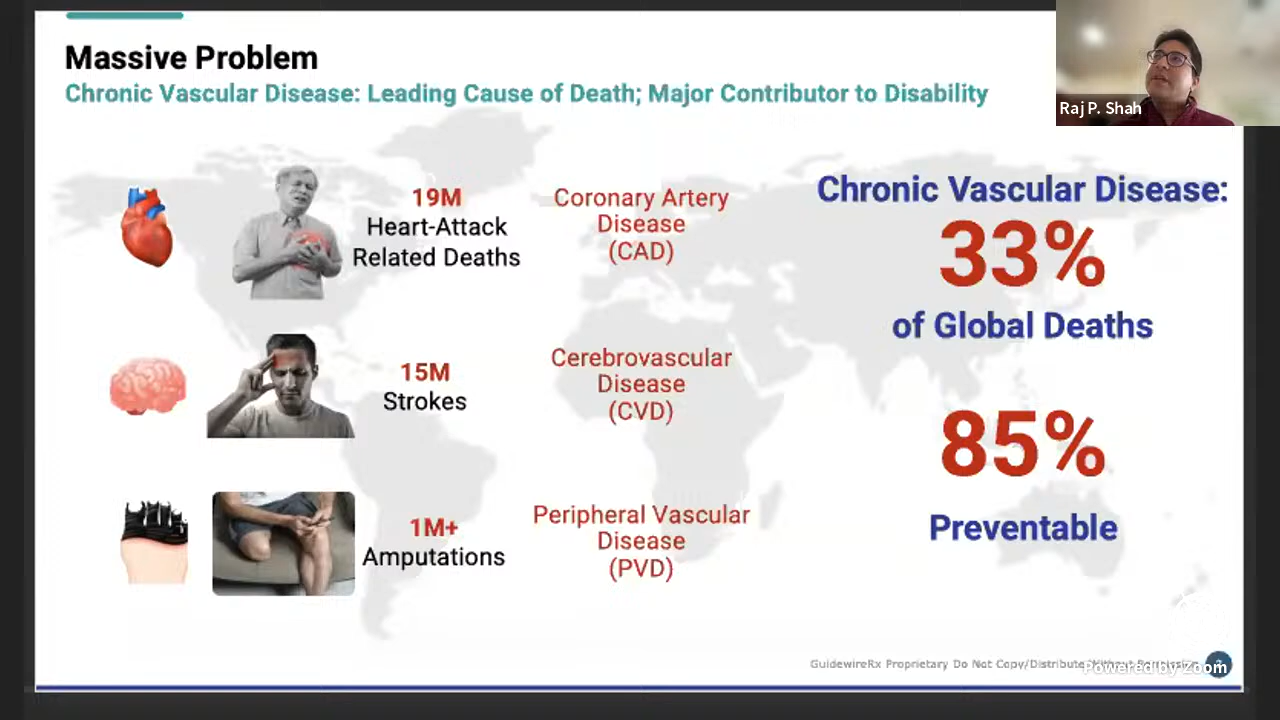 Massive Problem
Chronic Vascular Disease: Leading Cause of Death; Major Contributor to Disability
Raj P. Shah
19M
Heart-Attack
Related Deaths
Coronary Artery
Disease
(CAD)
15M
Strokes
Cerebrovascular
Disease
(CVD)
1M+
Amputations
Peripheral Vascular
Disease
(PVD)
Chronic Vascular Disease:
33%
of Global Deaths
85%
Preventable
GuidewireRx Proprietary Do Not Copy/Distribute Without
Powered by Zoom